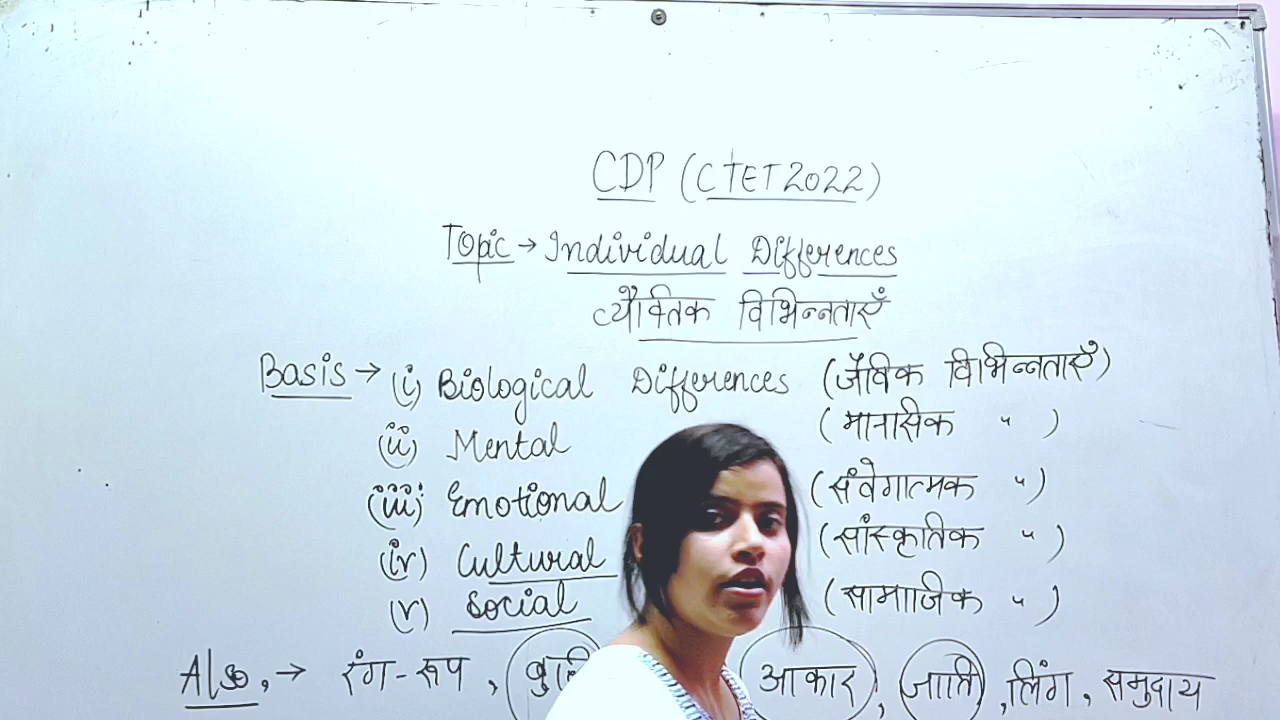 CDP (CTET 2022)
Topic → Individual Differences
वैयैक्तिक विभिन्नताएँ
Basis → (i) Biological Differences (जैविक विभिन्नताएँ)
(ii) Mental (मानसिक " )
(iii) Emotional (संवेगात्मक ")
(iv) Cultural (सांस्कृतिक " )
(v) Social (सामाजिक " )
Also, → रंग-रूप, आकार, जाति, लिंग, समुदाय